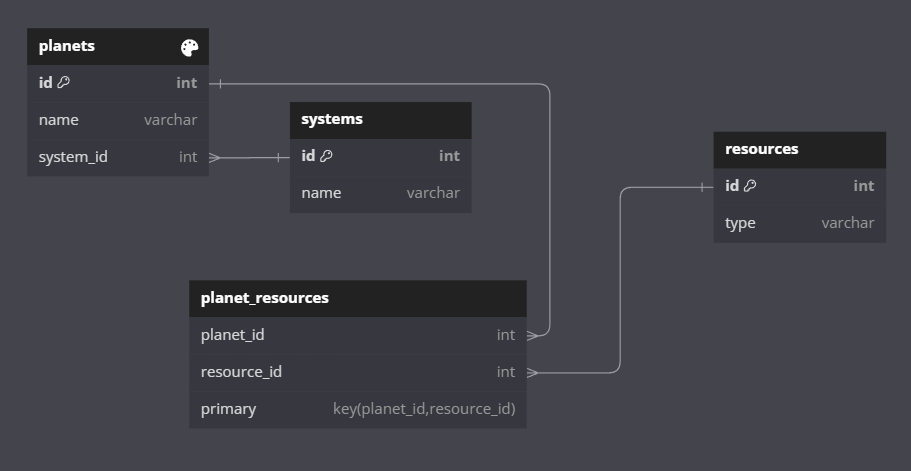 planets
id int
name varchar
system_id int
systems
id int
name varchar
resources
id int
type varchar
planet_resources
planet_id int
resource_id int
primary key(planet_id,resource_id)